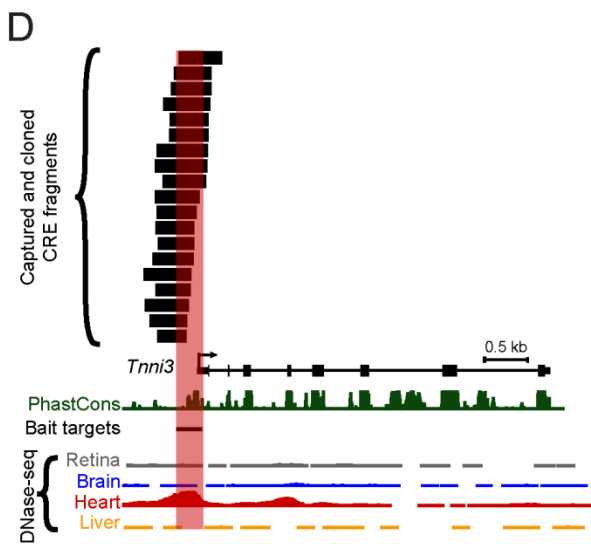 D
Captured and cloned
CRE fragments
0.5 kb
Tnni3
PhastCons
Bait targets
DNase-seq
Retina
Brain
Heart
Liver